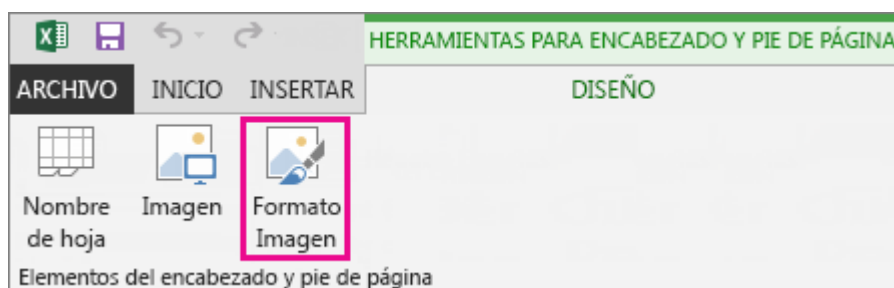 HERRAMIENTAS PARA ENCABEZADO Y PIE DE PÁGINA
ARCHIVO INICIO INSERTAR DISEÑO
Nombre de hoja
Imagen
Formato Imagen
Elementos del encabezado y pie de página